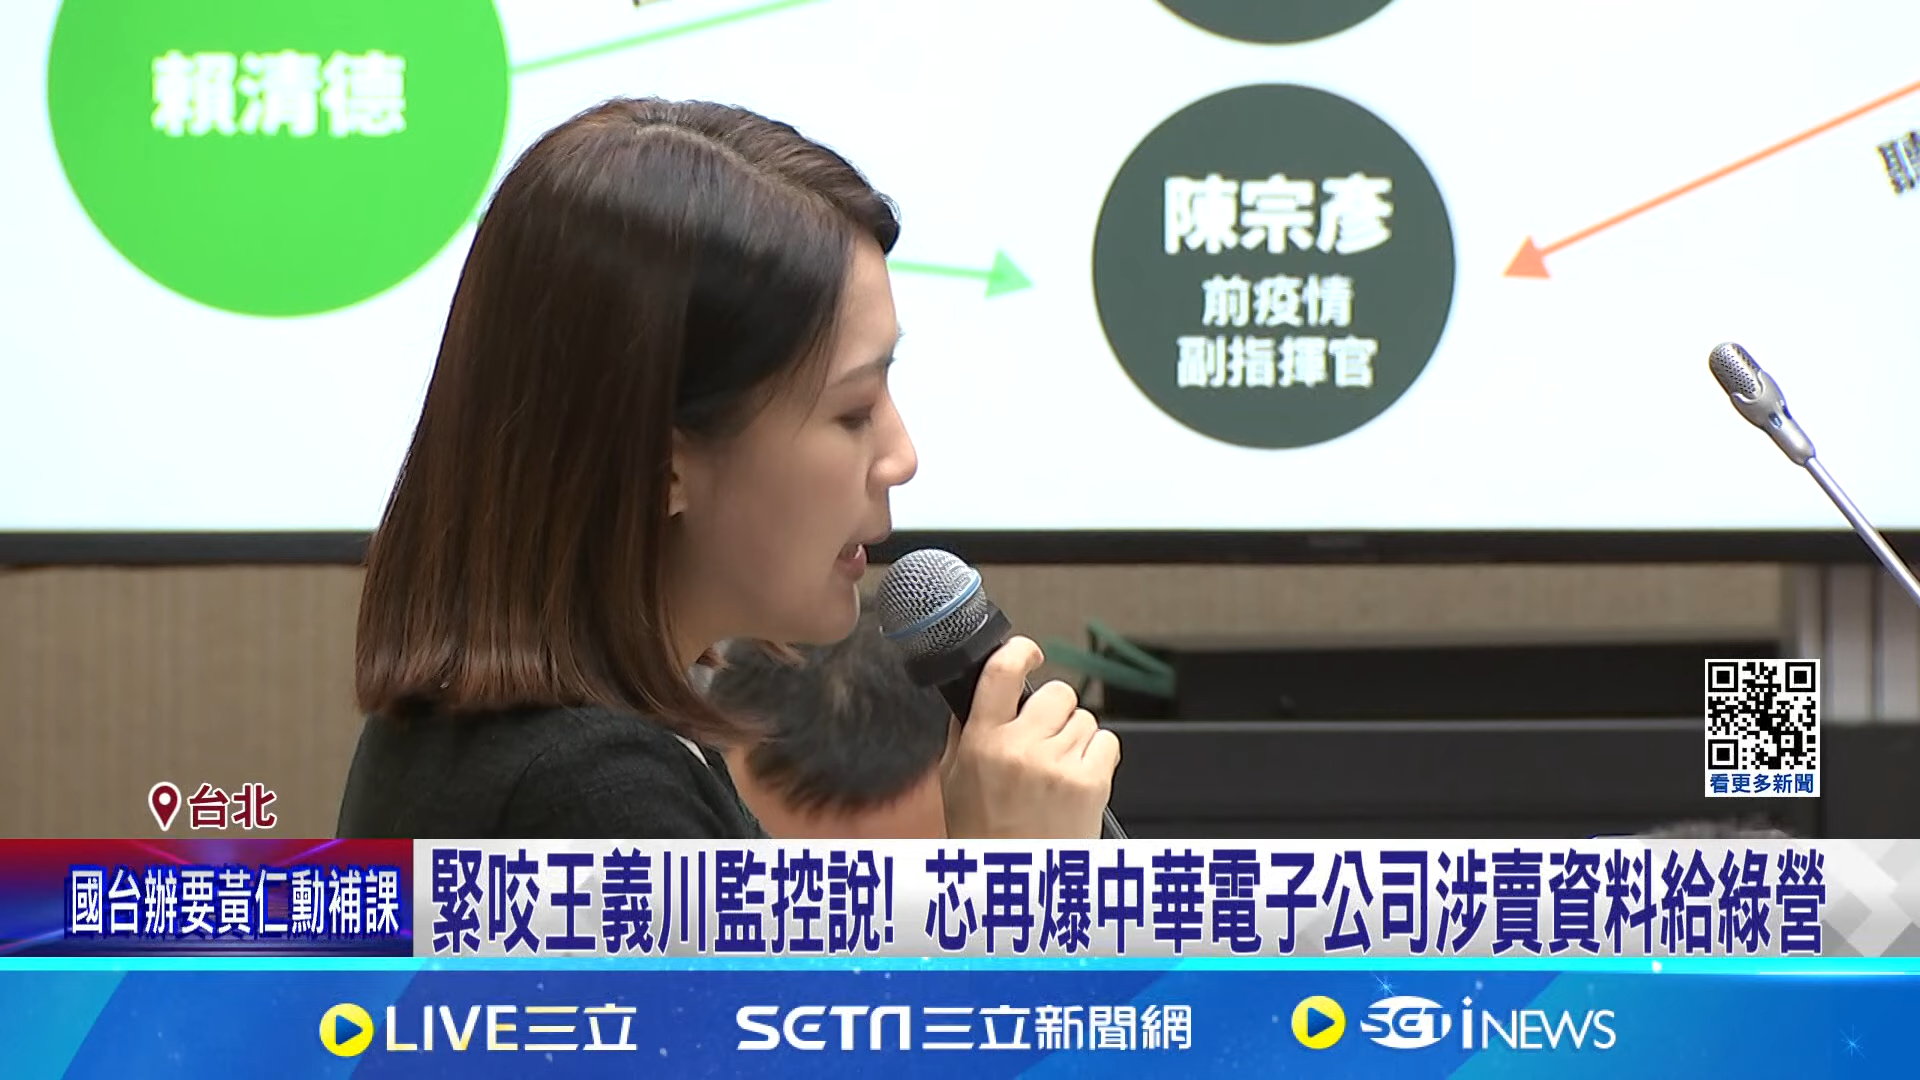 賴清德
陳宗彥
前疫情
副指揮官
看更多新聞
台北
國台辦要黃仁勳補課
緊咬王義川監控說! 芯再爆中華電子公司涉賣資料給綠營
LIVE三立
SETN三立新聞網
SETiNEWS